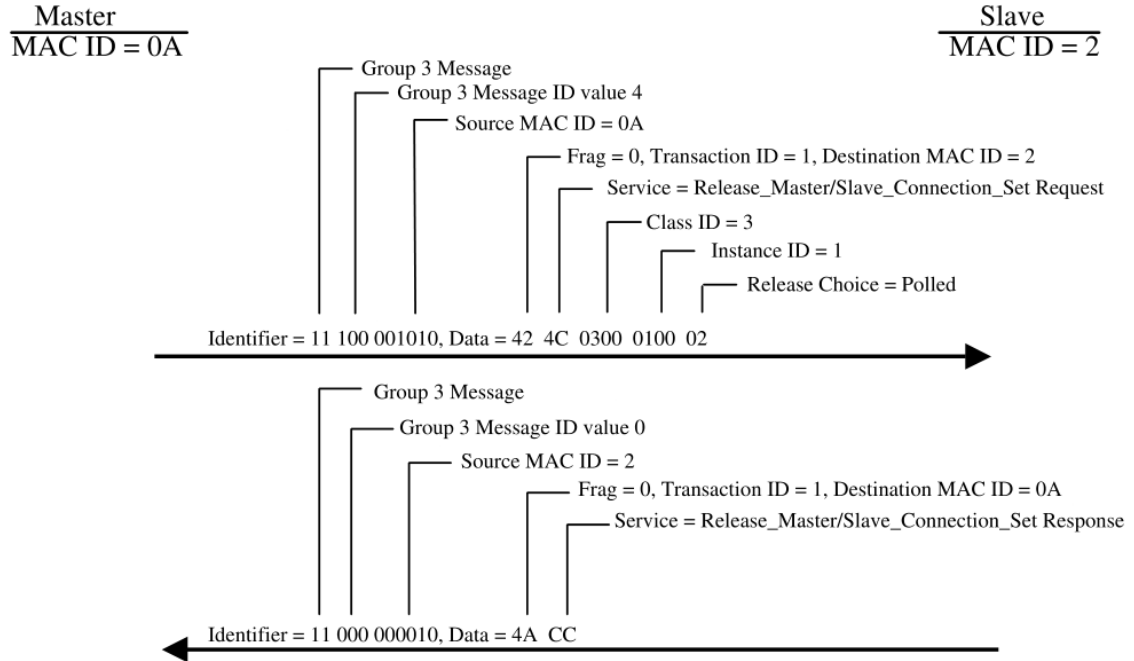 Master
MAC ID = 0A
Slave
MAC ID = 2
Group 3 Message
Group 3 Message ID value 4
Source MAC ID = 0A
Frag = 0, Transaction ID = 1, Destination MAC ID = 2
Service = Release_Master/Slave_Connection_Set Request
Class ID = 3
Instance ID = 1
Release Choice = Polled
Identifier = 11 100 001010, Data = 42 4C 0300 0100 02
Group 3 Message
Group 3 Message ID value 0
Source MAC ID = 2
Frag = 0, Transaction ID = 1, Destination MAC ID = 0A
Service = Release_Master/Slave_Connection_Set Response
Identifier = 11 000 000010, Data = 4A CC